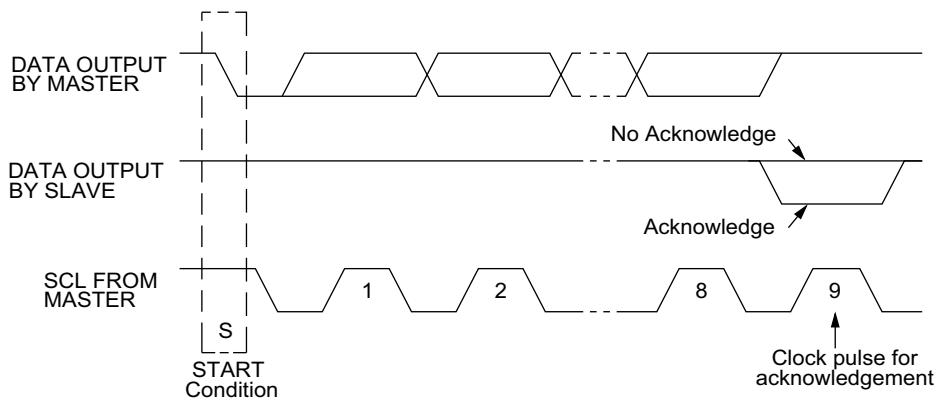 DATA OUTPUT
BY MASTER
No Acknowledge
DATA OUTPUT
BY SLAVE
Acknowledge
SCL FROM
MASTER
1
2
8
9
S
START
Condition
Clock pulse for
acknowledgement